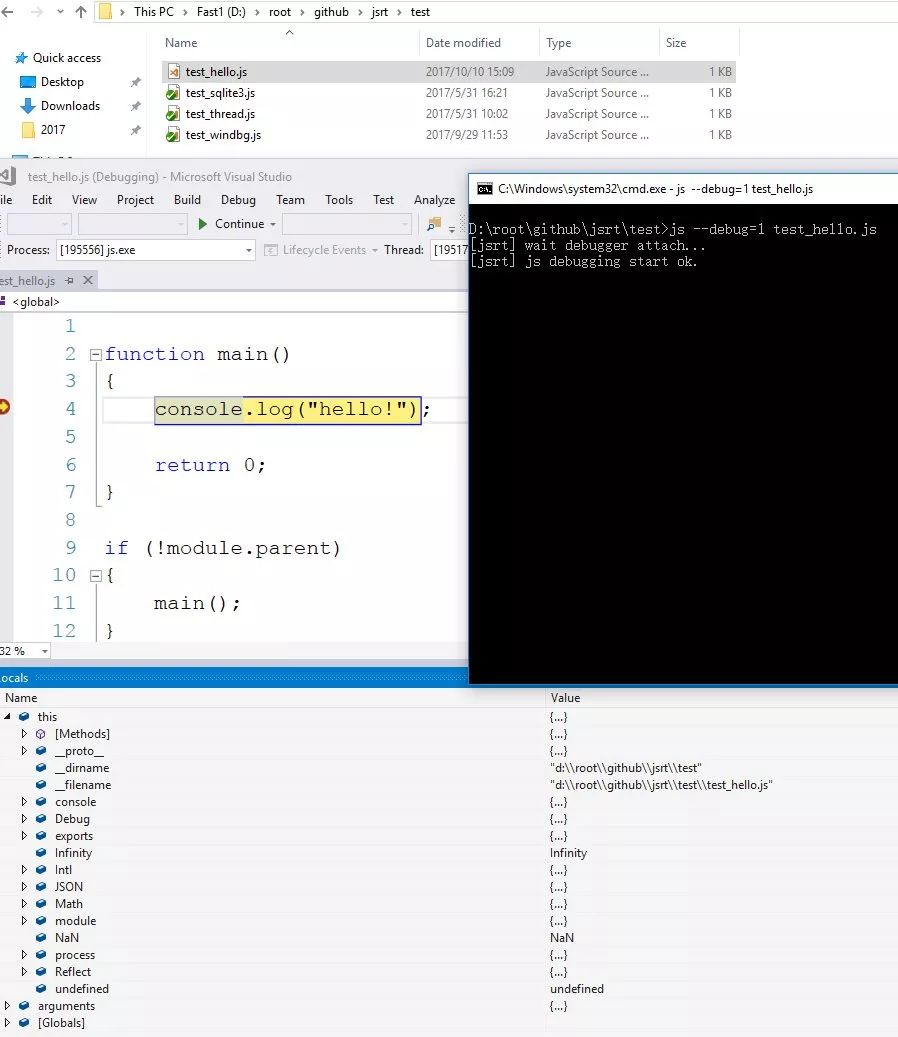 This PC > Fast1 (D:) > root > github > jsrt > test
Name Date modified Type Size
Quick access
Desktop
Downloads
2017
test_hello.js 2017/10/10 15:09 JavaScript Source ... 1 KB
test_sqlite3.js 2017/5/31 16:21 JavaScript Source ... 1 KB
test_thread.js 2017/5/31 10:02 JavaScript Source ... 1 KB
test_windbg.js 2017/9/29 11:53 JavaScript Source ... 1 KB
test_hello.js (Debugging) - Microsoft Visual Studio
ile Edit View Project Build Debug Team Tools Test Analyze
Continue
Process: [195556] js.exe Lifecycle Events Thread: [19517
est_hello.js
<global>
1
2 function main()
3 {
4 console.log("hello!");
5
6 return 0;
7 }
8
9 if (!module.parent)
10 {
11 main();
12 }
32 %
C:\Windows\system32\cmd.exe - js --debug=1 test_hello.js
D:\root\github\jsrt\test>js --debug=1 test_hello.js
[jsrt] wait debugger attach...
[jsrt] js debugging start ok.
ocals
Name Value
this {...}
[Methods] {...}
__proto__ {...}
__dirname "d:\\root\\github\\jsrt\\test"
__filename "d:\\root\\github\\jsrt\\test\\test_hello.js"
console {...}
Debug {...}
exports {...}
Infinity Infinity
Intl {...}
JSON {...}
Math {...}
module {...}
NaN NaN
process {...}
Reflect {...}
undefined undefined
arguments {...}
[Globals]